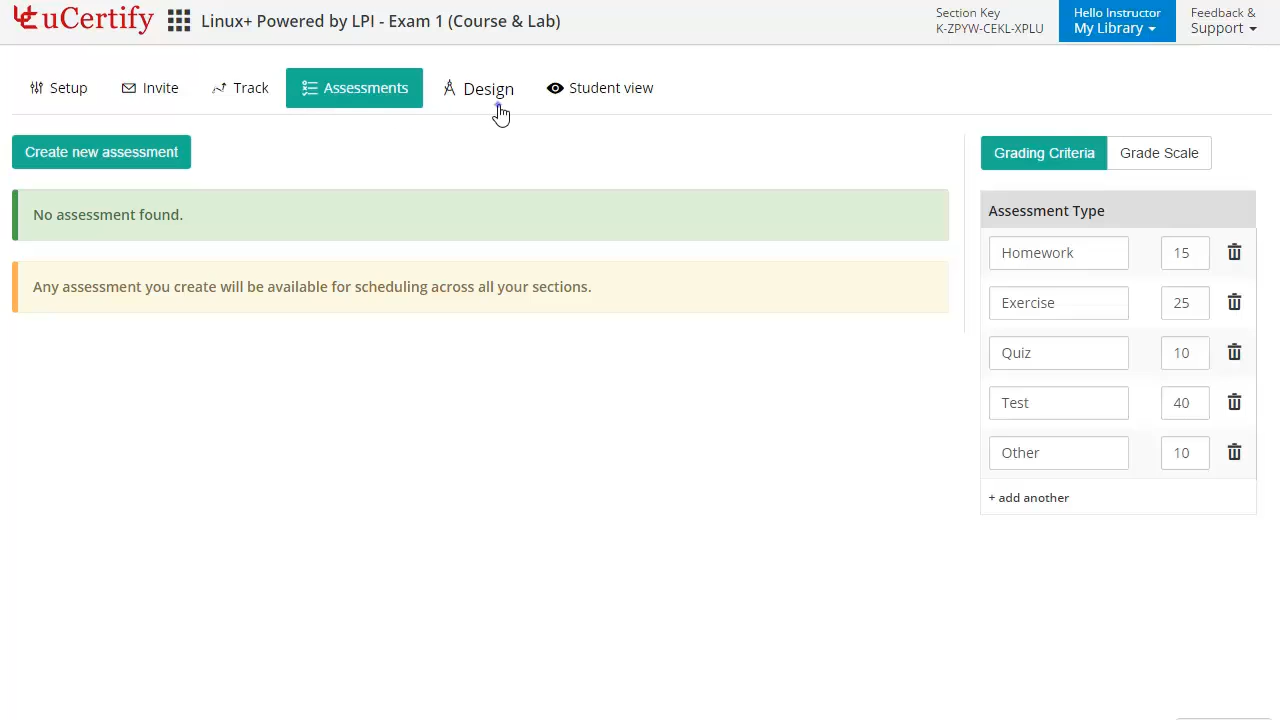 uCertify
Linux+ Powered by LPI - Exam 1 (Course & Lab)
Section Key
K-ZPYW-CEKL-XPLU
Hello Instructor
My Library
Feedback &
Support
Setup
Invite
Track
Assessments
Design
Student view
Create new assessment
No assessment found.
Any assessment you create will be available for scheduling across all your sections.
Grading Criteria
Grade Scale
Assessment Type
Homework 15
Exercise 25
Quiz 10
Test 40
Other 10
+ add another